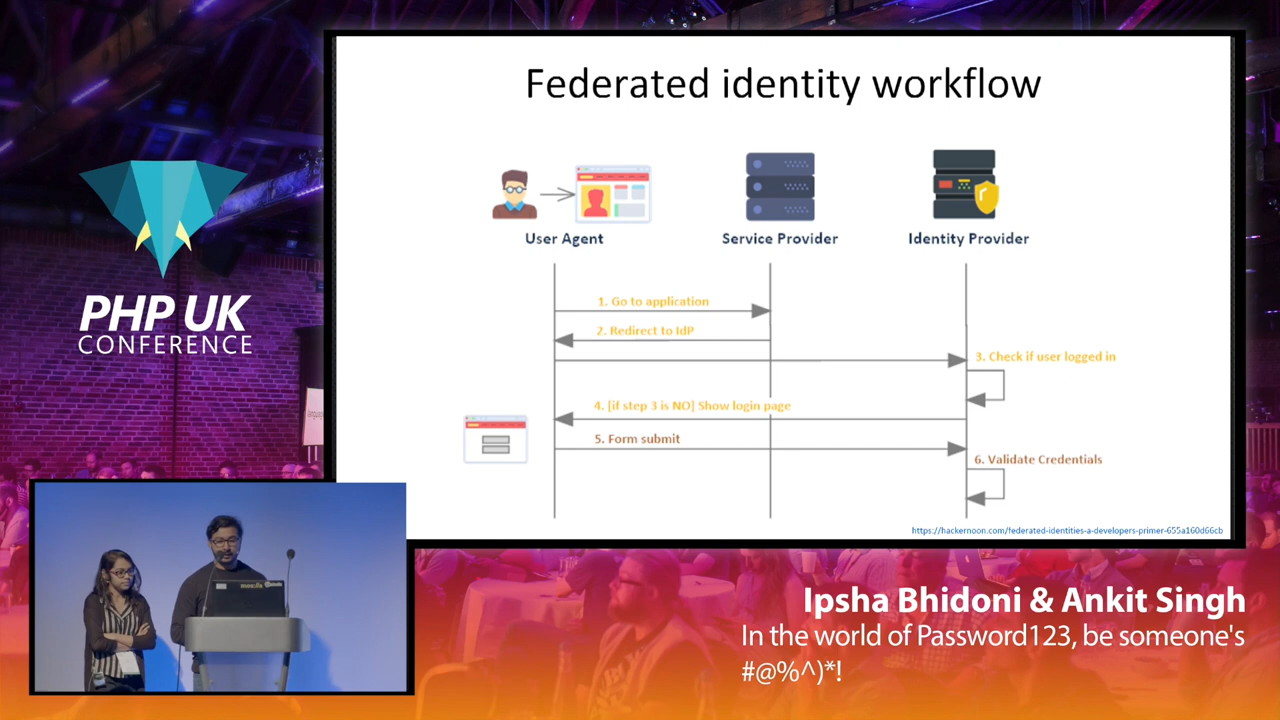 Federated identity workflow
User Agent
Service Provider
Identity Provider
1. Go to application
2. Redirect to IdP
3. Check if user logged in
4. [if step 3 is NO] Show login page
5. Form submit
6. Validate Credentials
https://hackernoon.com/federated-identities-a-developers-primer-655a160d66cb
PHP UK
CONFERENCE
mozilla
Ipsha Bhidoni & Ankit Singh
In the world of Password123, be someone's
#@%^)*!